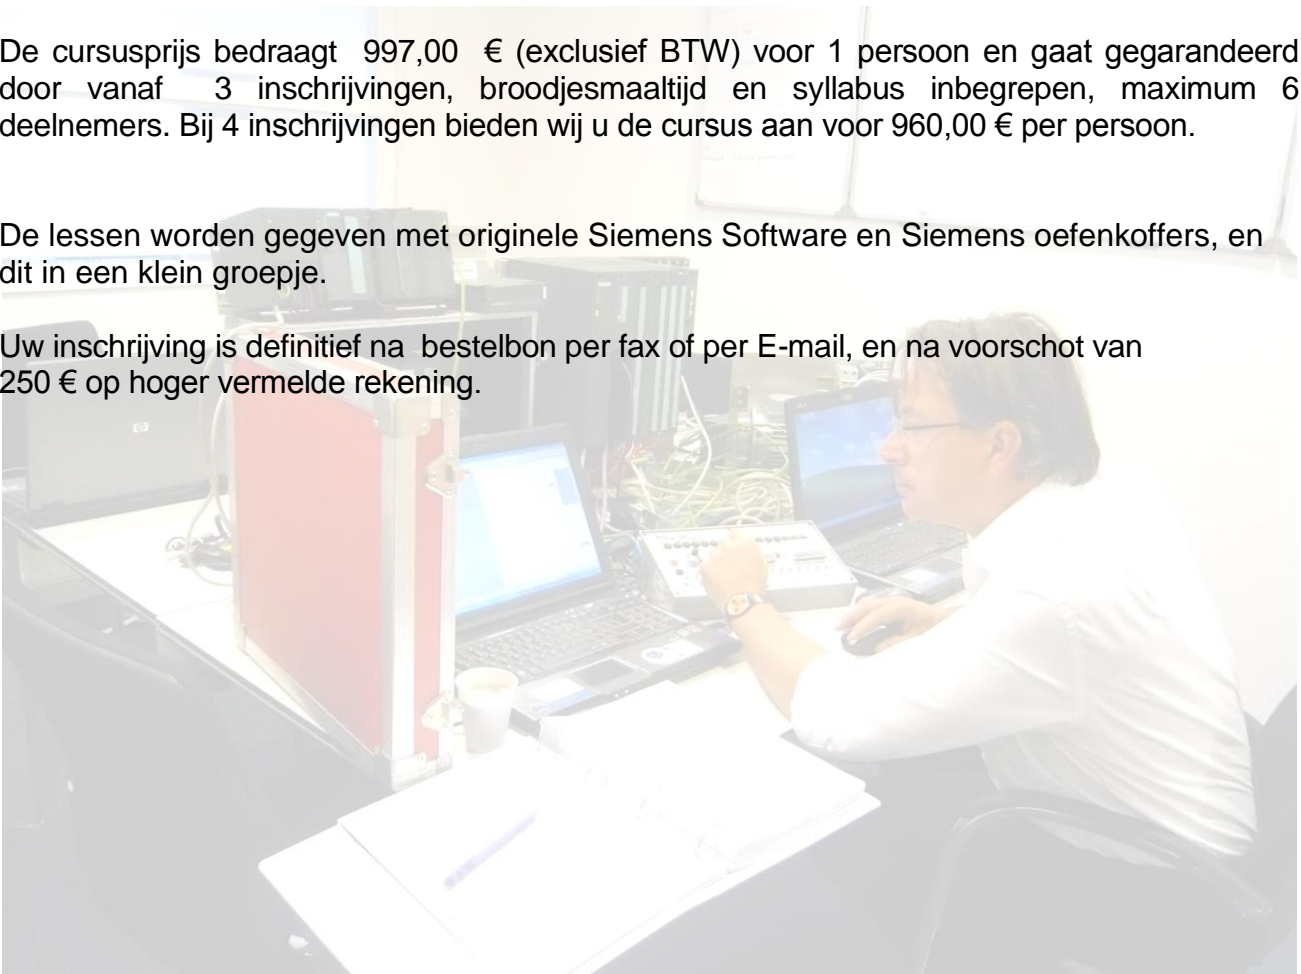 De cursusprijs bedraagt 997,00 € (exclusief BTW) voor 1 persoon en gaat gegarandeerd
door vanaf 3 inschrijvingen, broodjesmaaltijd en syllabus inbegrepen, maximum 6
deelnemers. Bij 4 inschrijvingen bieden wij u de cursus aan voor 960,00 € per persoon.
De lessen worden gegeven met originele Siemens Software en Siemens oefenkoffers, en
dit in een klein groepje.
Uw inschrijving is definitief na bestelbon per fax of per E-mail, en na voorschot van
250 € op hoger vermelde rekening.